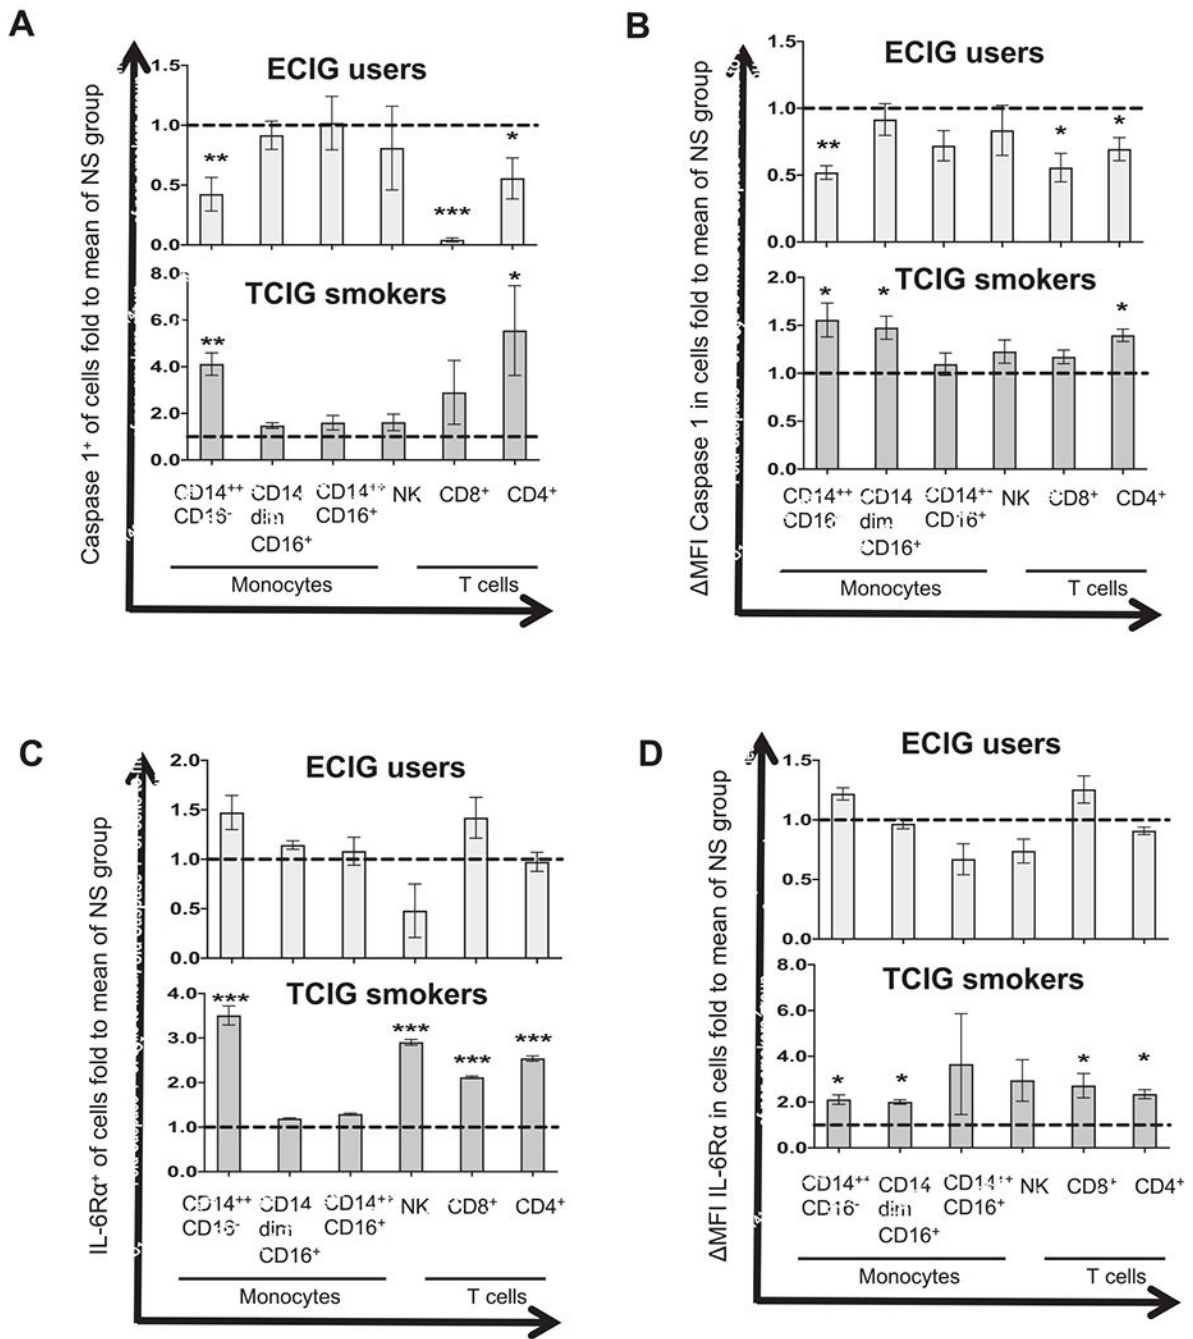 A
Caspase 1⁺ of cells fold to mean of NS group
ECIG users
1.5
1.0
0.5
0.0
**
***
*
TCIG smokers
8.0
6.0
4.0
2.0
0.0
**
*
CD14⁺⁺ CD14 CD14⁺⁺ NK CD8⁺ CD4⁺
CD16⁻ dim CD16⁺
CD16⁺
Monocytes T cells
B
ΔMFI Caspase 1 in cells fold to mean of NS group
ECIG users
1.5
1.0
0.5
0.0
**
*
*
TCIG smokers
2.0
1.5
1.0
0.5
0.0
*
*
*
CD14⁺⁺ CD14 CD14⁺⁺ NK CD8⁺ CD4⁺
CD16⁻ dim CD16⁺
CD16⁺
Monocytes T cells
C
IL-6Rα⁺ of cells fold to mean of NS group
ECIG users
2.0
1.5
1.0
0.5
0.0
TCIG smokers
4.0
3.0
2.0
1.0
0.0
***
***
***
***
CD14⁺⁺ CD14 CD14⁺⁺ NK CD8⁺ CD4⁺
CD16⁻ dim CD16⁺
CD16⁺
Monocytes T cells
D
ΔMFI IL-6Rα in cells fold to mean of NS group
ECIG users
1.5
1.0
0.5
0.0
TCIG smokers
8.0
6.0
4.0
2.0
0.0
*
*
*
*
CD14⁺⁺ CD14 CD14⁺⁺ NK CD8⁺ CD4⁺
CD16⁻ dim CD16⁺
CD16⁺
Monocytes T cells